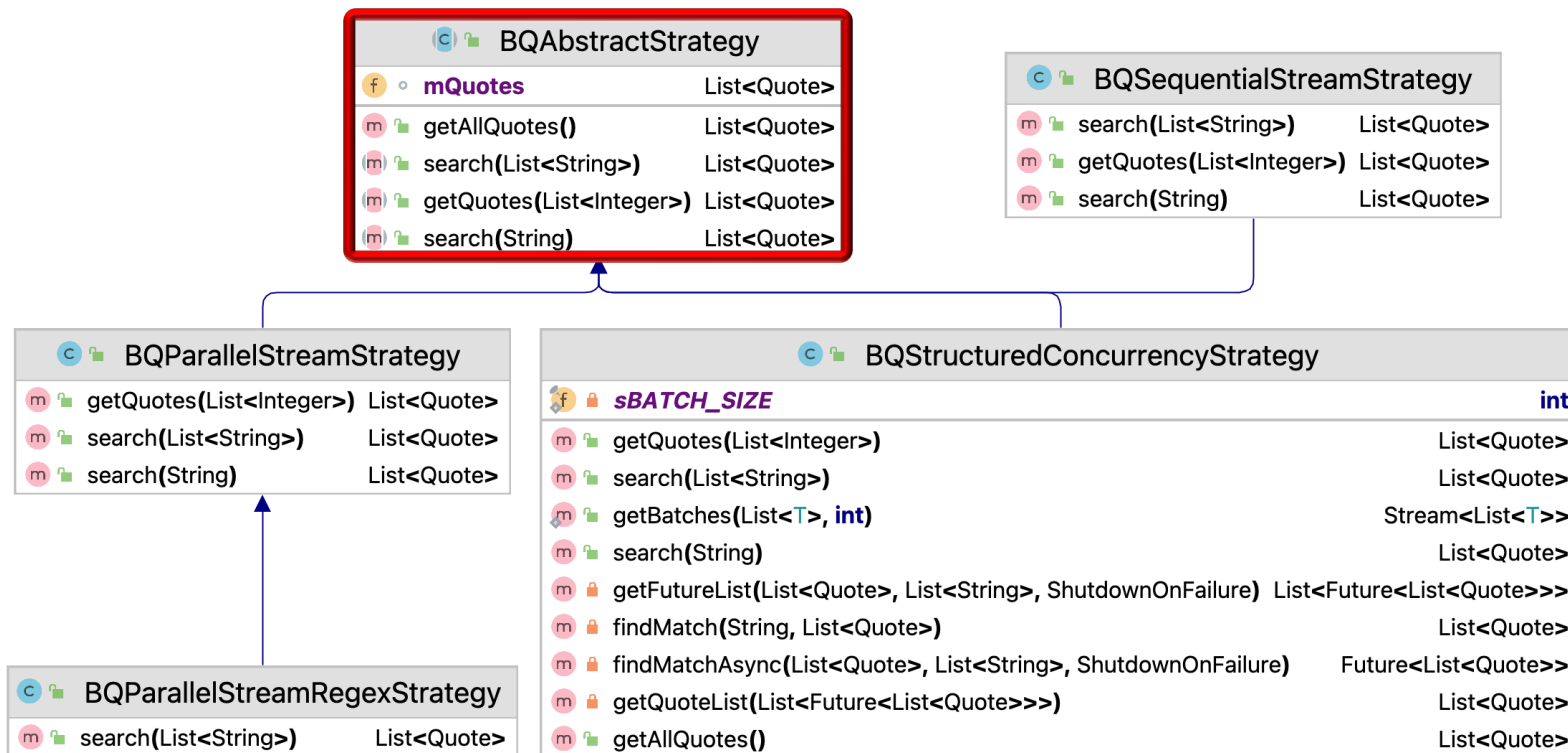 BQAbstractStrategy
f mQuotes List<Quote>
m getAllQuotes() List<Quote>
m search(List<String>) List<Quote>
m getQuotes(List<Integer>) List<Quote>
m search(String) List<Quote>
C BQSequentialStreamStrategy
m search(List<String>) List<Quote>
m getQuotes(List<Integer>) List<Quote>
m search(String) List<Quote>
C BQParallelStreamStrategy
m getQuotes(List<Integer>) List<Quote>
m search(List<String>) List<Quote>
m search(String) List<Quote>
C BQStructuredConcurrencyStrategy
f sBATCH_SIZE int
m getQuotes(List<Integer>) List<Quote>
m search(List<String>) List<Quote>
m getBatches(List<T>, int) Stream<List<T>>
m search(String) List<Quote>
m getFutureList(List<Quote>, List<String>, ShutdownOnFailure) List<Future<List<Quote>>>
m findMatch(String, List<Quote>) List<Quote>
m findMatchAsync(List<Quote>, List<String>, ShutdownOnFailure) Future<List<Quote>>
m getQuoteList(List<Future<List<Quote>>>) List<Quote>
m getAllQuotes() List<Quote>
C BQParallelStreamRegexStrategy
m search(List<String>) List<Quote>